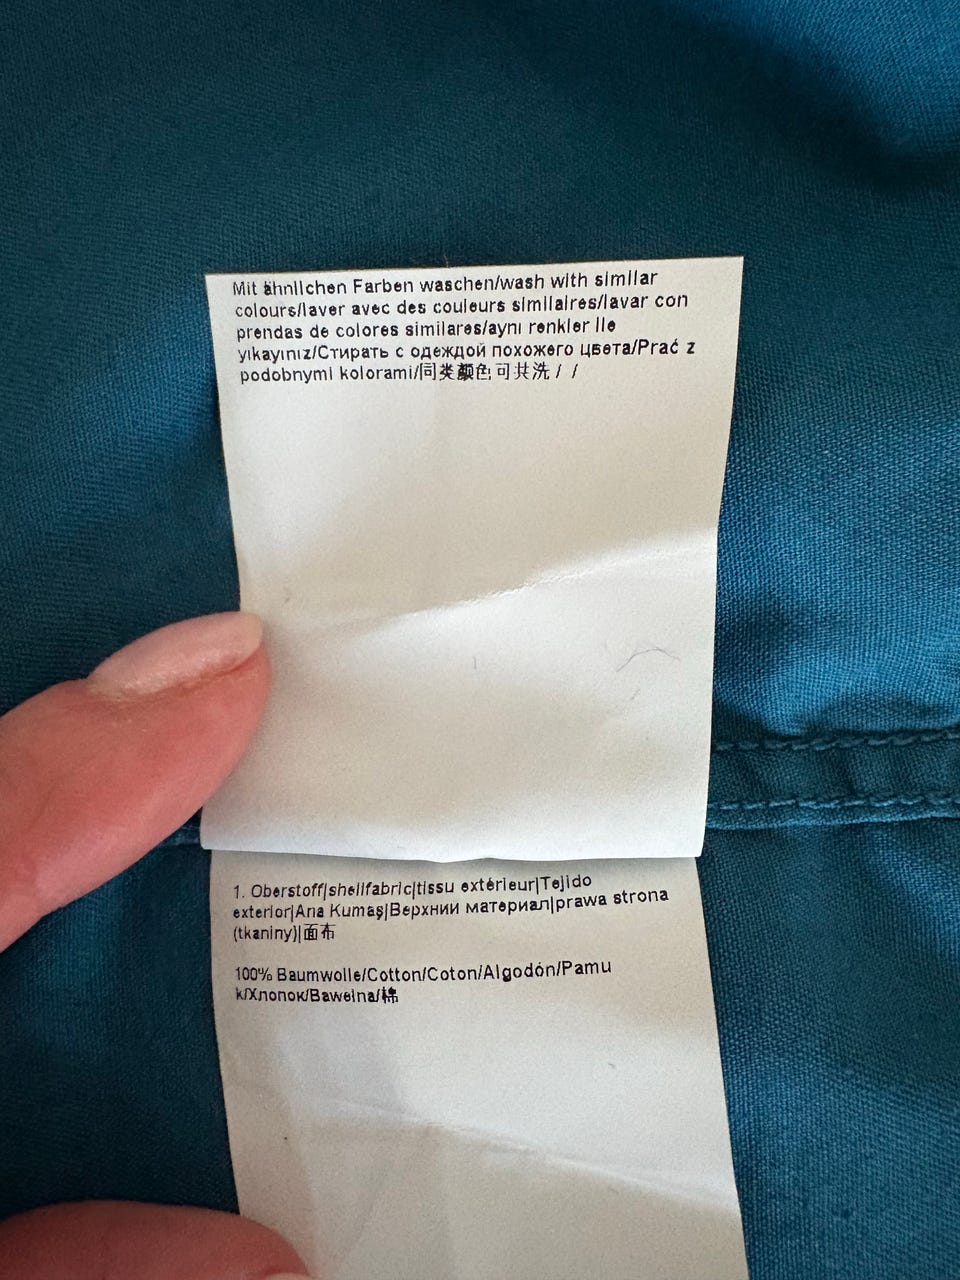 Mit ähnlichen Farben waschen/wash with similar
colours/laver avec des couleurs similaires/lavar con
prendas de colores similares/aynı renkler ile
yıkayınız/Стирать с одеждой похожего цвета/Prać z
podobnymi kolorami/同类颜色可共洗 / /
1. Oberstoff|shellfabric|tissu extérieur|Tejido
exterior|Ana Kumaş|Верхнии материал|prawa strona
(tkaniny)|面布
100% Baumwolle/Cotton/Coton/Algodón/Pamu
k/Хлопок/Bawełna/棉